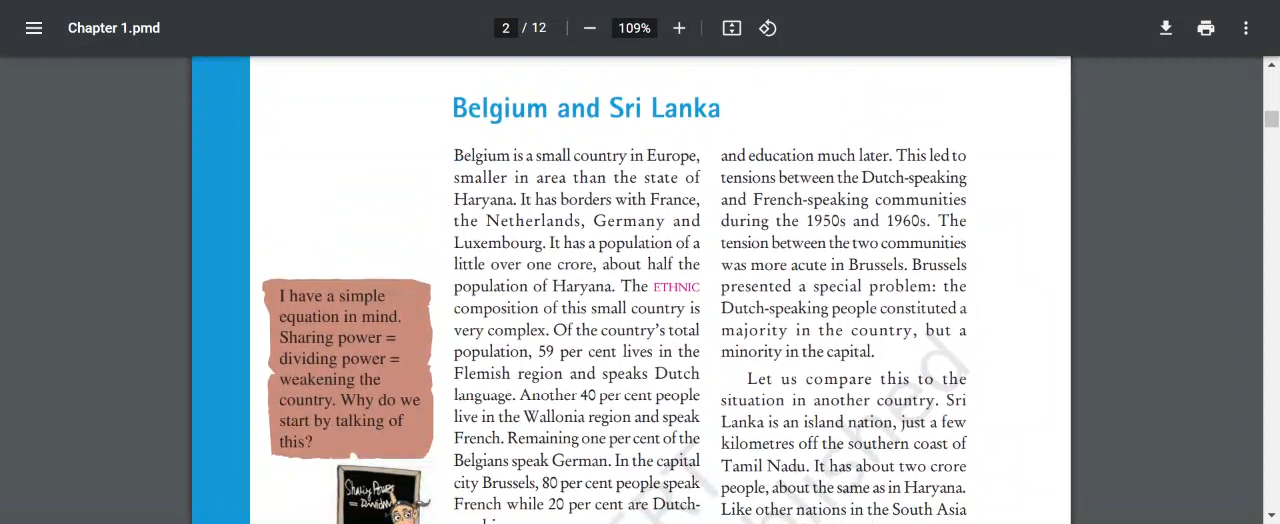 Chapter 1.pmd
2 / 12
109%
Belgium and Sri Lanka
Belgium is a small country in Europe,
smaller in area than the state of
Haryana. It has borders with France,
the Netherlands, Germany and
Luxembourg. It has a population of a
little over one crore, about half the
population of Haryana. The ETHNIC
composition of this small country is
very complex. Of the country's total
population, 59 per cent lives in the
Flemish region and speaks Dutch
language. Another 40 per cent people
live in the Wallonia region and speak
French. Remaining one per cent of the
Belgians speak German. In the capital
city Brussels, 80 per cent people speak
French while 20 per cent are Dutch-
and education much later. This led to
tensions between the Dutch-speaking
and French-speaking communities
during the 1950s and 1960s. The
tension between the two communities
was more acute in Brussels. Brussels
presented a special problem: the
Dutch-speaking people constituted a
majority in the country, but a
minority in the capital.
Let us compare this to the
situation in another country. Sri
Lanka is an island nation, just a few
kilometres off the southern coast of
Tamil Nadu. It has about two crore
people, about the same as in Haryana.
Like other nations in the South Asia
I have a simple
equation in mind.
Sharing power =
dividing power =
weakening the
country. Why do we
start by talking of
this?
Sharing Power